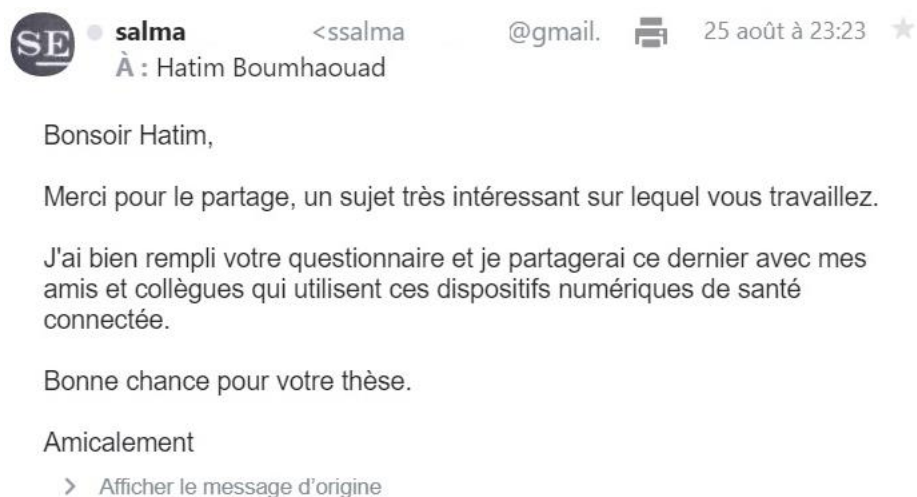 SE salma <ssalma @gmail. 25 août à 23:23
À : Hatim Boumhaouad
Bonsoir Hatim,
Merci pour le partage, un sujet très intéressant sur lequel vous travaillez.
J'ai bien rempli votre questionnaire et je partagerai ce dernier avec mes
amis et collègues qui utilisent ces dispositifs numériques de santé
connectée.
Bonne chance pour votre thèse.
Amicalement
> Afficher le message d'origine